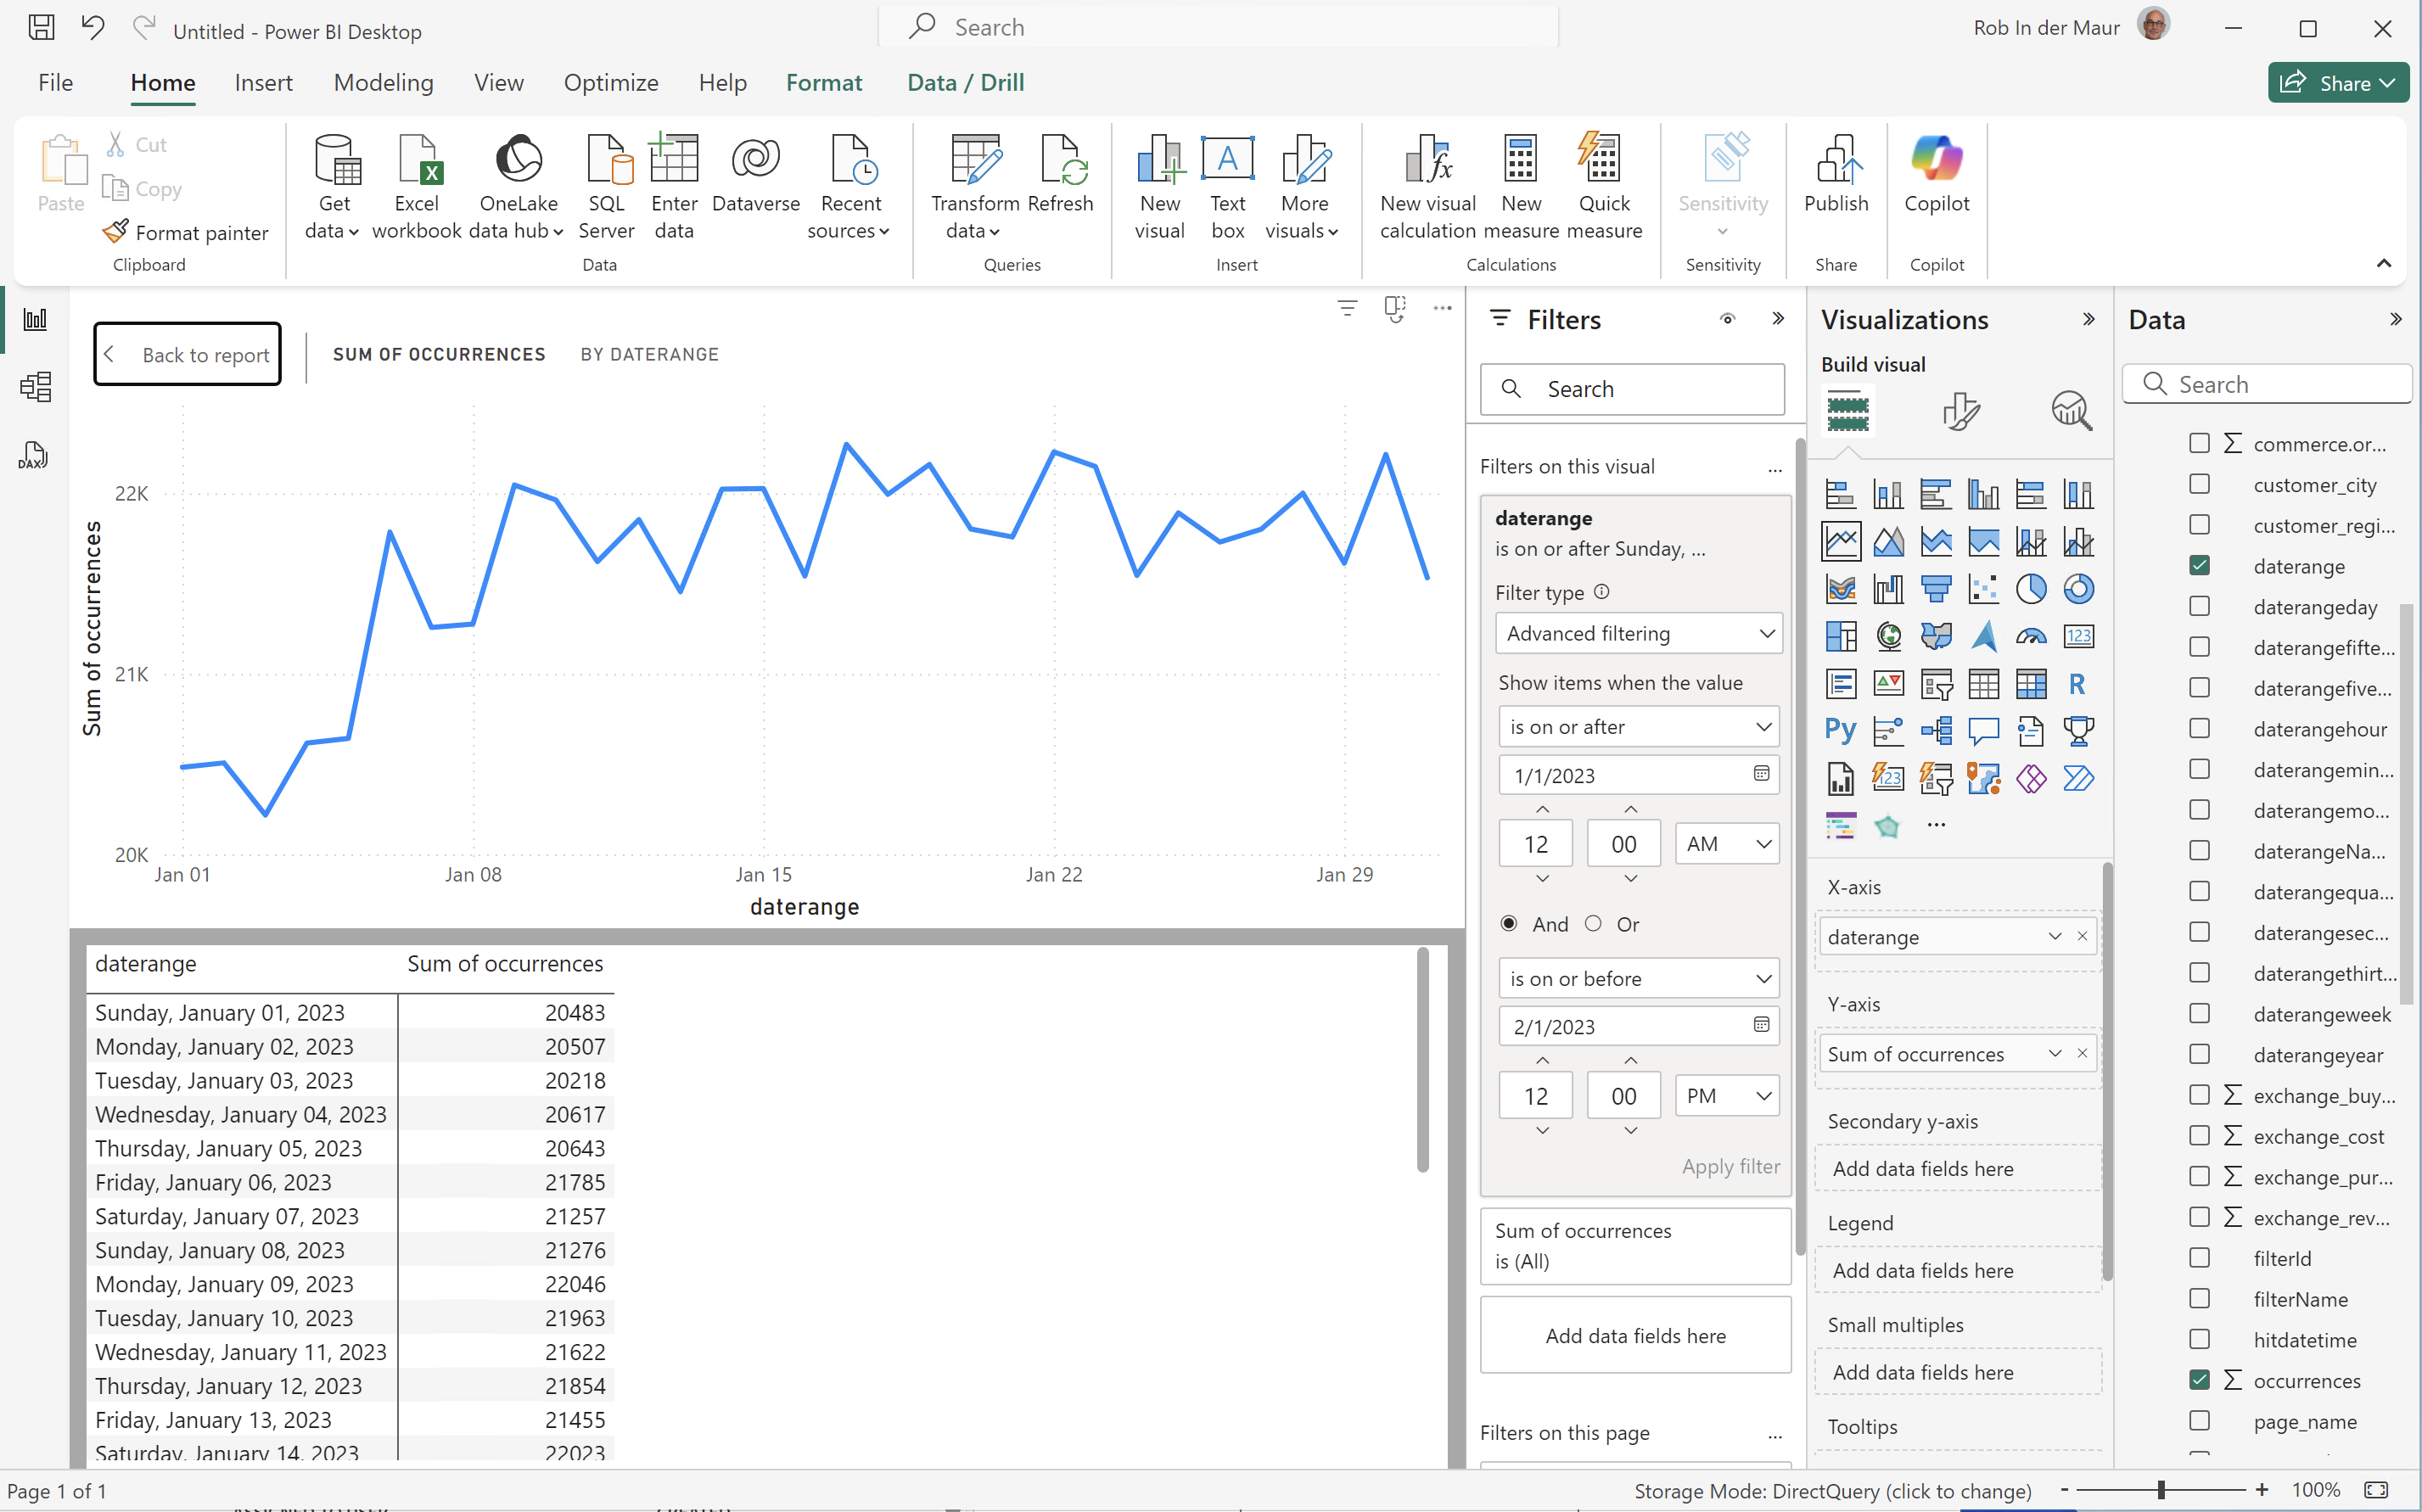 Untitled - Power BI Desktop
Search
Rob In der Maur
File
Home
Insert
Modeling
View
Optimize
Help
Format
Data / Drill
Share
Paste
Cut
Copy
Format painter
Clipboard
Get data
Excel workbook
OneLake data hub
SQL Server
Enter data
Dataverse
Recent sources
Data
Transform data
Refresh
Queries
New visual
Text box
More visuals
Insert
New visual calculation
New measure
Quick measure
Calculations
Sensitivity
Sensitivity
Publish
Share
Copilot
Copilot
Back to report
SUM OF OCCURRENCES
BY DATERANGE
Sum of occurrences
22K
21K
20K
Jan 01
Jan 08
Jan 15
Jan 22
Jan 29
daterange
daterange Sum of occurrences
Sunday, January 01, 2023 20483
Monday, January 02, 2023 20507
Tuesday, January 03, 2023 20218
Wednesday, January 04, 2023 20617
Thursday, January 05, 2023 20643
Friday, January 06, 2023 21785
Saturday, January 07, 2023 21257
Sunday, January 08, 2023 21276
Monday, January 09, 2023 22046
Tuesday, January 10, 2023 21963
Wednesday, January 11, 2023 21622
Thursday, January 12, 2023 21854
Friday, January 13, 2023 21455
Saturday, January 14, 2023 22023
Filters
Search
Filters on this visual
...
daterange
is on or after Sunday, ...
Filter type
Advanced filtering
Show items when the value
is on or after
1/1/2023
12 00 AM
And Or
is on or before
2/1/2023
12 00 PM
Apply filter
Sum of occurrences
is (All)
Add data fields here
Filters on this page
...
Visualizations
Build visual
123
R
Py
123
...
X-axis
daterange
Y-axis
Sum of occurrences
Secondary y-axis
Add data fields here
Legend
Add data fields here
Small multiples
Add data fields here
Tooltips
Data
Search
commerce.or...
customer_city
customer_regi...
daterange
daterangeday
daterangefifte...
daterangefive...
daterangehour
daterangemin...
daterangemo...
daterangeNa...
daterangequa...
daterangesec...
daterangethirt...
daterangeweek
daterangeyear
exchange_buy...
exchange_cost
exchange_pur...
exchange_rev...
filterId
filterName
hitdatetime
occurrences
page_name
DAX
Page 1 of 1
Storage Mode: DirectQuery (click to change)
- + 100%